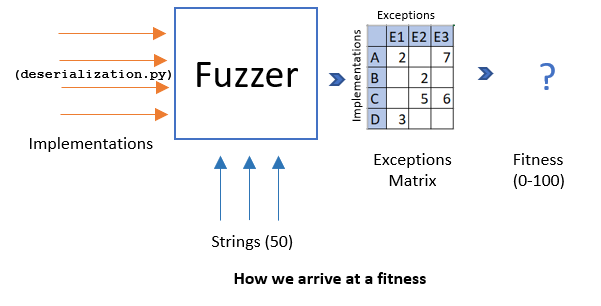 Exceptions
Implementations
E1 E2 E3
A 2 7
B 2
C 5 6
D 3
(deserialization.py)
Fuzzer
?
Implementations
Exceptions
Matrix
Fitness
(0-100)
Strings (50)
How we arrive at a fitness